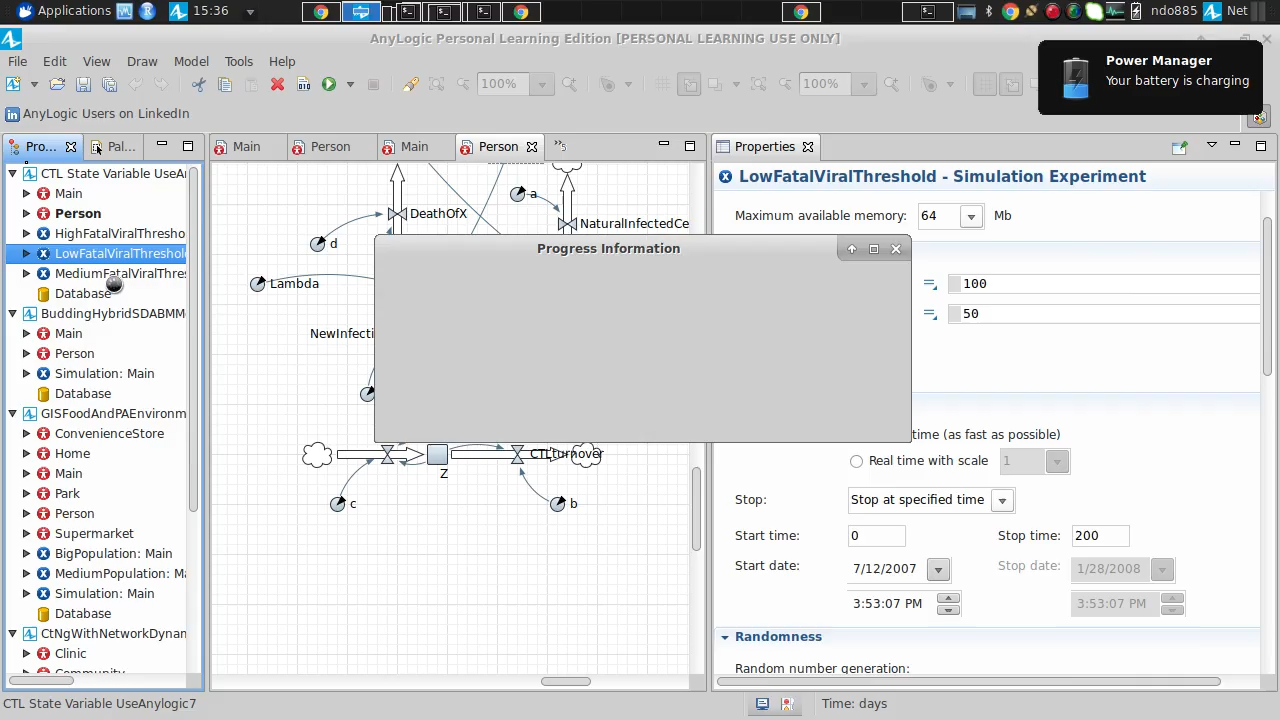 Applications
15:36
ndo885
Net
AnyLogic Personal Learning Edition [PERSONAL LEARNING USE ONLY]
Power Manager
Your battery is charging
File Edit View Draw Model Tools Help
100%
100%
AnyLogic Users on LinkedIn
Pro...
Pal...
Main
Person
Main
Person
5
Properties
CTL State Variable UseAn
Main
Person
HighFatalViralThresho
LowFatalViralThreshol
MediumFatalViralThres
Database
BuddingHybridSDABMM
Main
Person
Simulation: Main
Database
GISFoodAndPAEnvironm
ConvenienceStore
Home
Main
Park
Person
Supermarket
BigPopulation: Main
MediumPopulation: Ma
Simulation: Main
Database
CtNgWithNetworkDynam
Clinic
Community
a
DeathOfX
NaturalInfectedCe
d
Lambda
NewInfecti
CTLturnover
Z
c
b
Progress Information
LowFatalViralThreshold - Simulation Experiment
Maximum available memory: 64 Mb
100
50
time (as fast as possible)
Real time with scale 1
Stop: Stop at specified time
Start time: 0 Stop time: 200
Start date: 7/12/2007 Stop date: 1/28/2008
3:53:07 PM 3:53:07 PM
Randomness
Random number generation:
CTL State Variable UseAnylogic7
Time: days